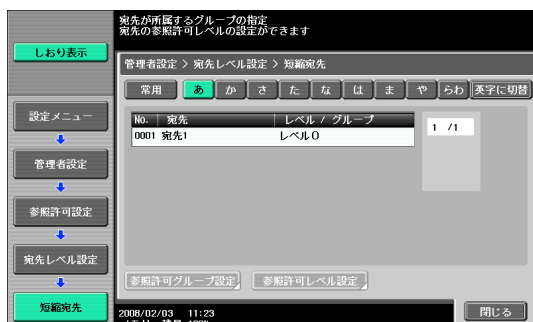 宛先が所属するグループの指定
宛先の参照許可レベルの設定ができます
しおり表示
管理者設定 > 宛先レベル設定 > 短縮宛先
常用 あ か さ た な は ま や らわ 英字に切替
設定メニュー
管理者設定
参照許可設定
宛先レベル設定
短縮宛先
No. 宛先 レベル / グループ
0001 宛先1 レベル0
1 /1
参照許可グループ設定 参照許可レベル設定
2008/02/03 11:23
閉じる